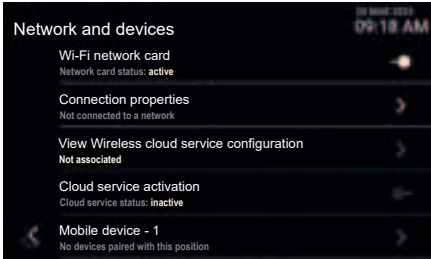 Network and devices
09:18 AM
Wi-Fi network card
Network card status: active
Connection properties
Not connected to a network
View Wireless cloud service configuration
Not associated
Cloud service activation
Cloud service status: inactive
Mobile device - 1
No devices paired with this position